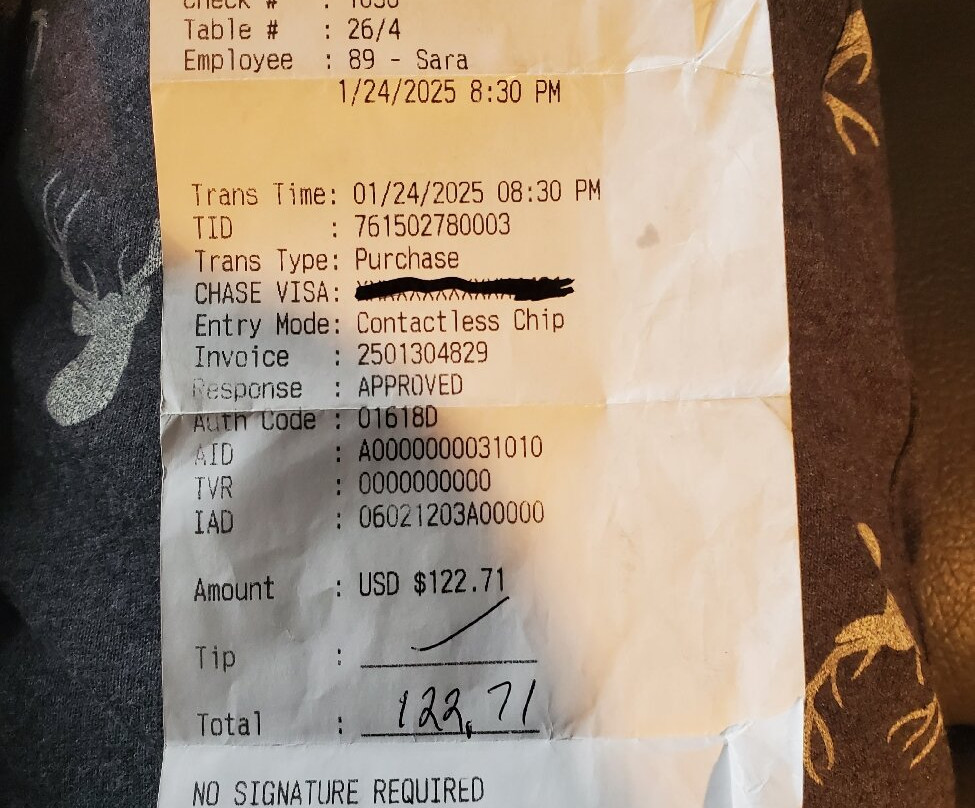 Check # : 1030
Table # : 26/4
Employee : 89 - Sara
1/24/2025 8:30 PM
Trans Time: 01/24/2025 08:30 PM
TID : 761502780003
Trans Type: Purchase
CHASE VISA:
Entry Mode: Contactless Chip
Invoice : 2501304829
Response : APPROVED
Auth Code : 01618D
AID : A0000000031010
TVR : 0000000000
IAD : 06021203A00000
Amount : USD $122.71
Tip :
Total : 122.71
NO SIGNATURE REQUIRED